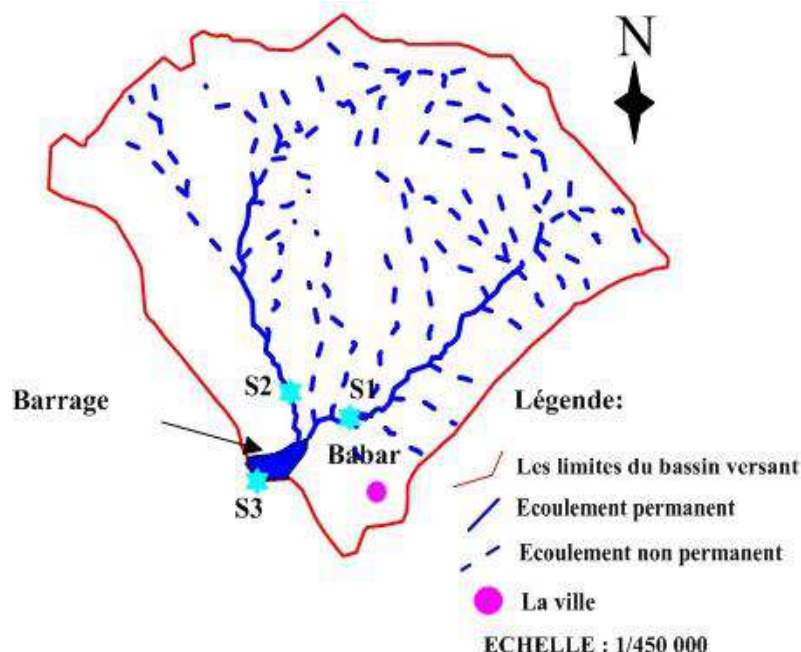 N
S2
S1
Barrage
Babar
S3
Légende:
Les limites du bassin versant
Ecoulement permanent
Ecoulement non permanent
La ville
ECHELLE : 1/450 000